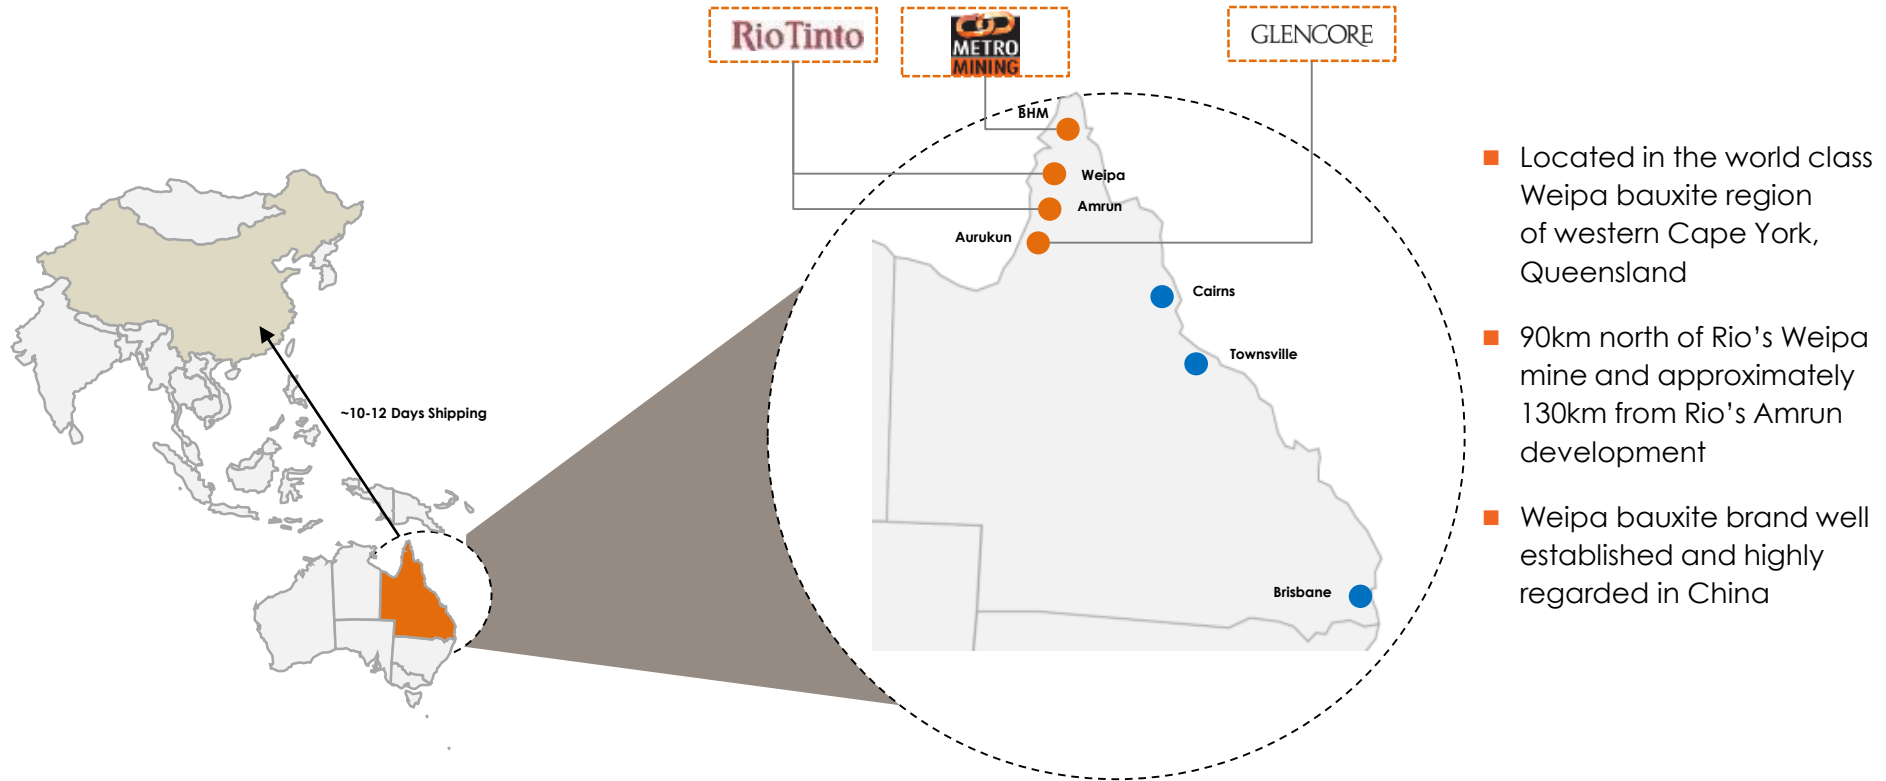 RioTinto
METRO
MINING
GLENCORE
BHM
Weipa
Amrun
Aurukun
Cairns
Townsville
Brisbane
~10-12 Days Shipping
Located in the world class
Weipa bauxite region
of western Cape York,
Queensland
90km north of Rio’s Weipa
mine and approximately
130km from Rio’s Amrun
development
Weipa bauxite brand well
established and highly
regarded in China